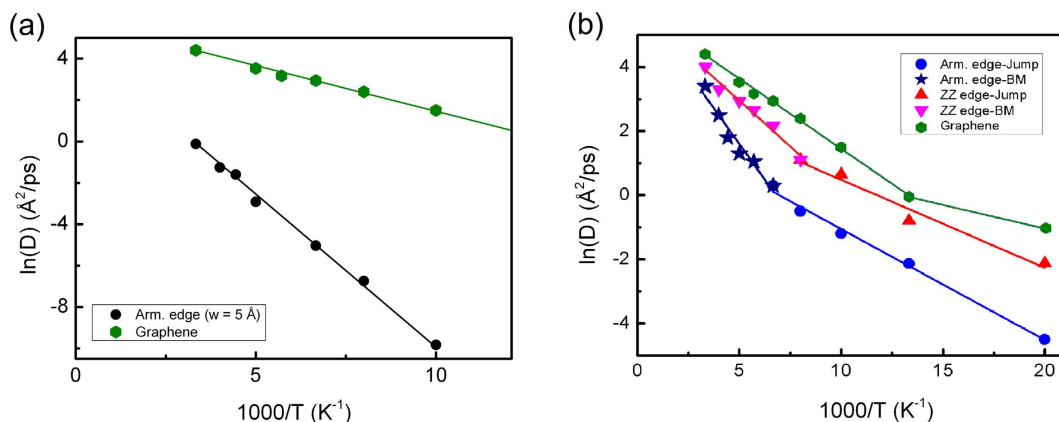 (a)
ln(D) (Å²/ps)
4
0
-4
-8
Arm. edge (w = 5 Å)
Graphene
5
10
1000/T (K⁻¹)
(b)
ln(D) (Å²/ps)
4
2
0
-2
-4
Arm. edge-Jump
Arm. edge-BM
ZZ edge-Jump
ZZ edge-BM
Graphene
0
5
10
15
20
1000/T (K⁻¹)